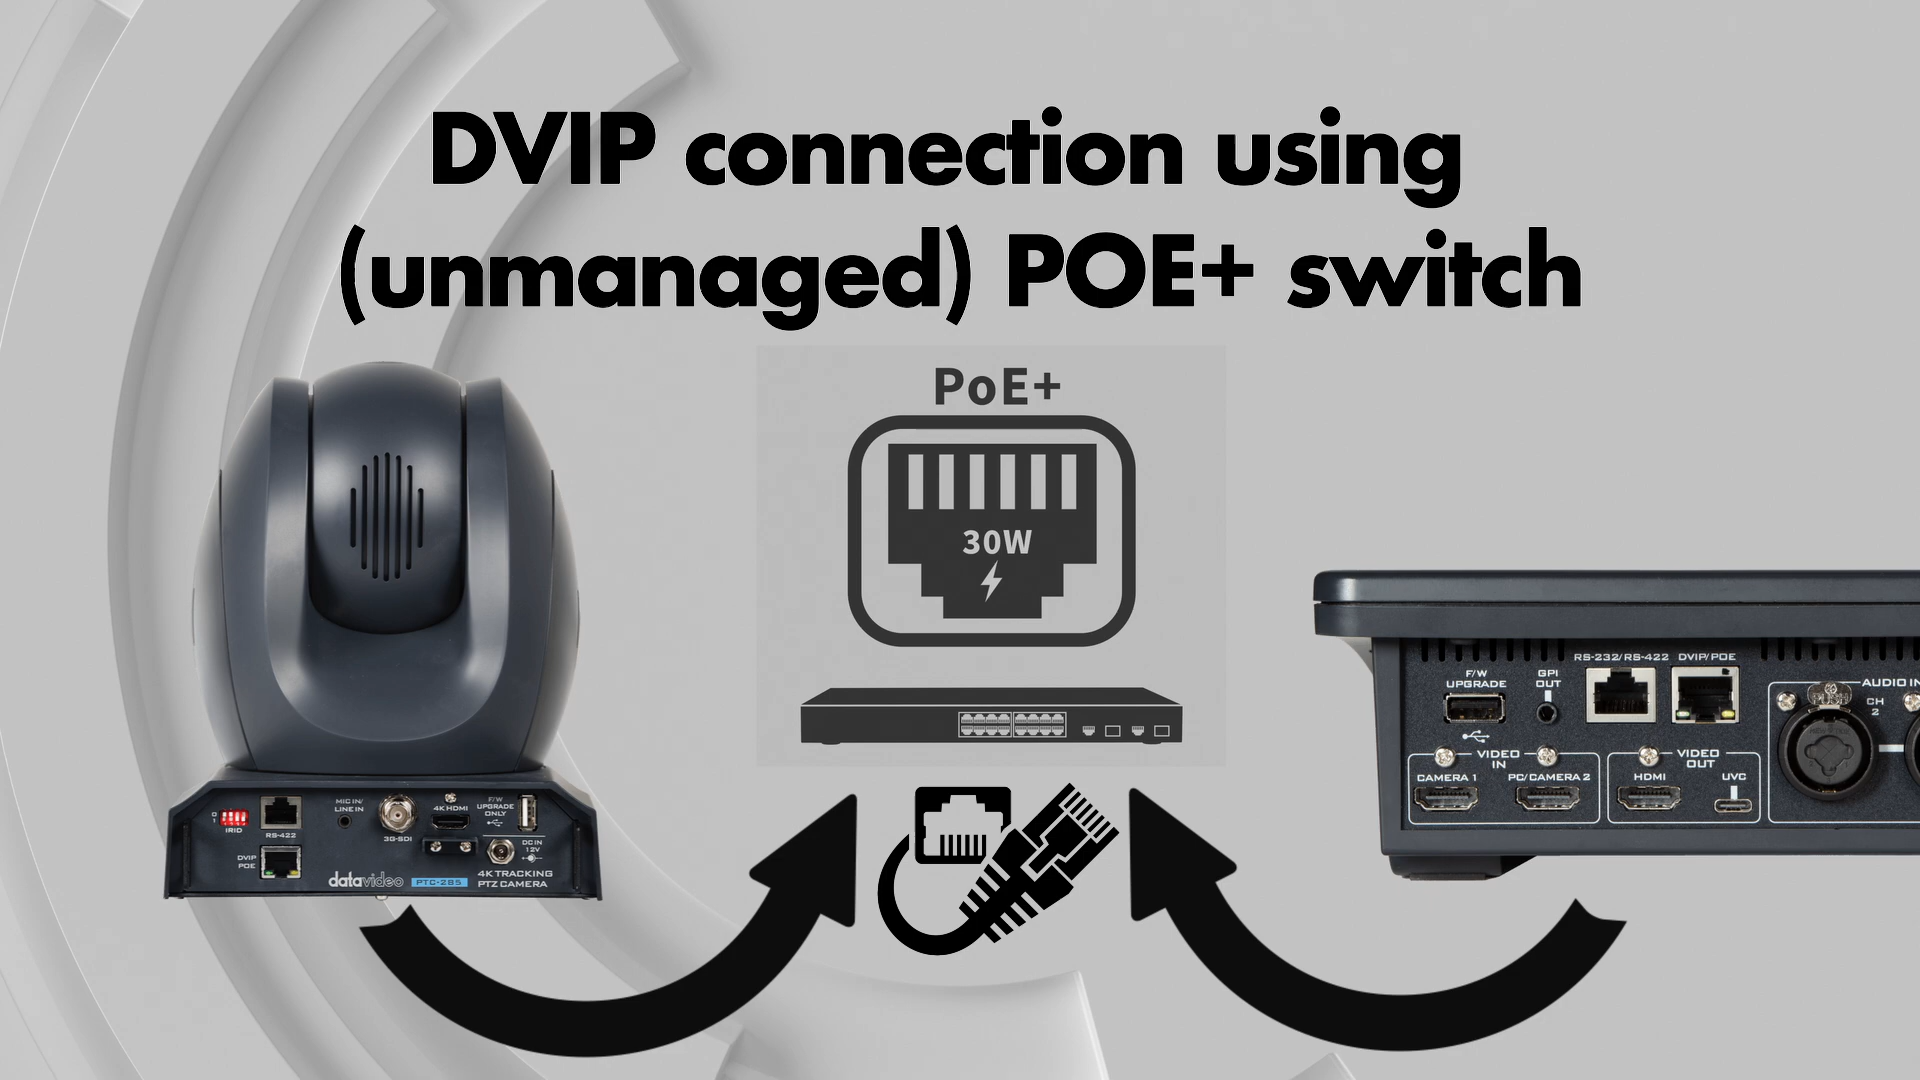 DVIP connection using
(unmanaged) POE+ switch
PoE+
30W
RS-232/RS-422 DVIP/POE
F/W
UPGRADE
GPI
OUT
AUDIO IN
CH
2
VIDEO
IN
VIDEO
OUT
CAMERA 1
PC/CAMERA 2
HDMI
UVC
0
1
IRID
RS-422
MIC IN/
LINE IN
3G-SDI
4K HDMI
F/W
UPGRADE
ONLY
DVIP
POE
DC IN
12V
datavideo PTC-285
4K TRACKING
PTZ CAMERA